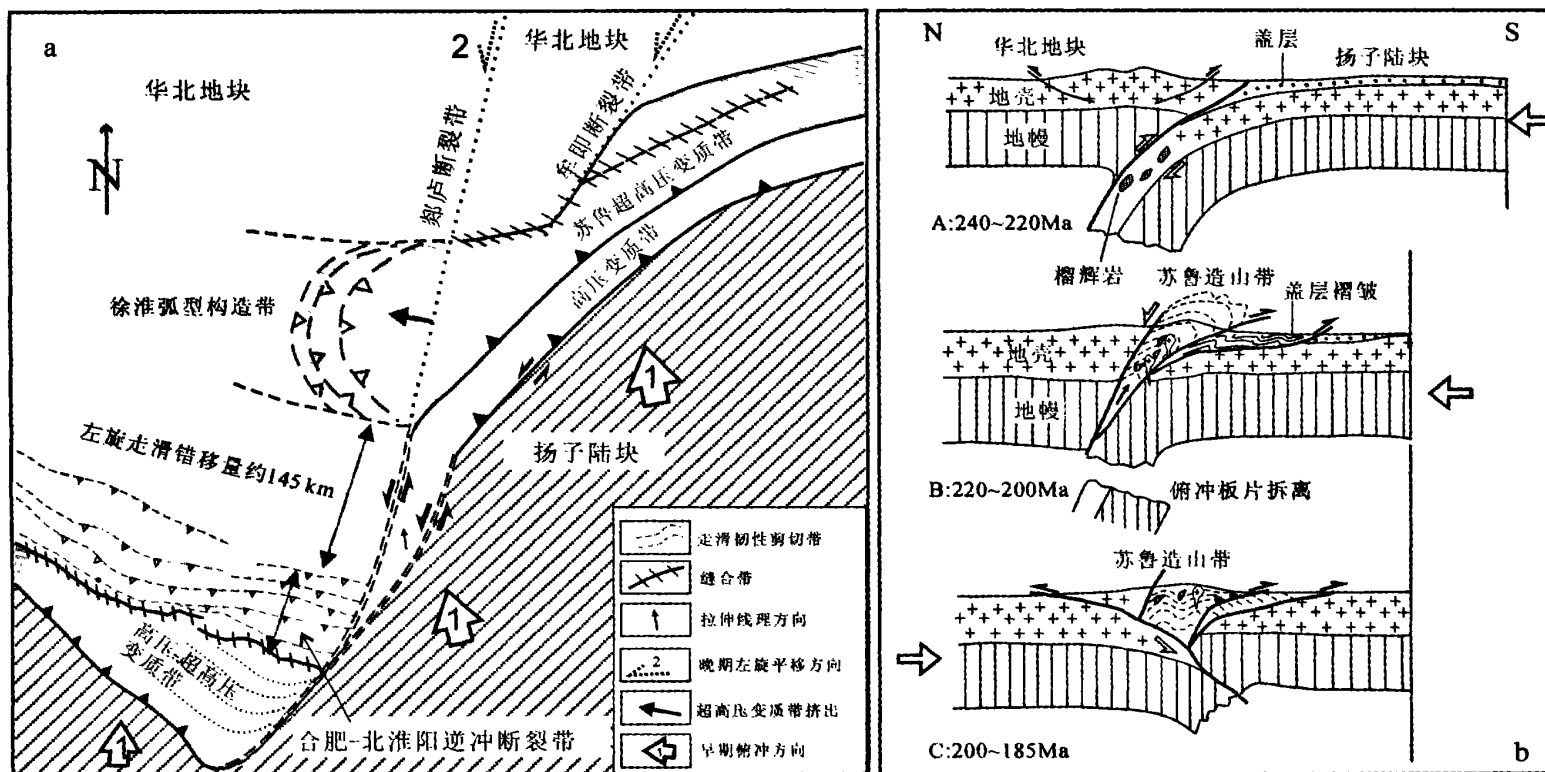 a
2
华北地块
华北地块
N
郯庐断裂带
牟即断裂带
苏鲁超高压变质带
高压变质带
徐淮弧型构造带
1
左旋走滑错移量约145 km
扬子陆块
1
高压-超高压
变质带
合肥-北淮阳逆冲断裂带
1
走滑韧性剪切带
缝合带
拉伸线理方向
2
晚期左旋平移方向
超高压变质带挤出
1
早期俯冲方向
N
S
华北地块
盖层
扬子陆块
地壳
地幔
A:240~220Ma
榴辉岩
苏鲁造山带
盖层褶皱
地壳
地幔
B:220~200Ma
俯冲板片拆离
苏鲁造山带
C:200~185Ma
b